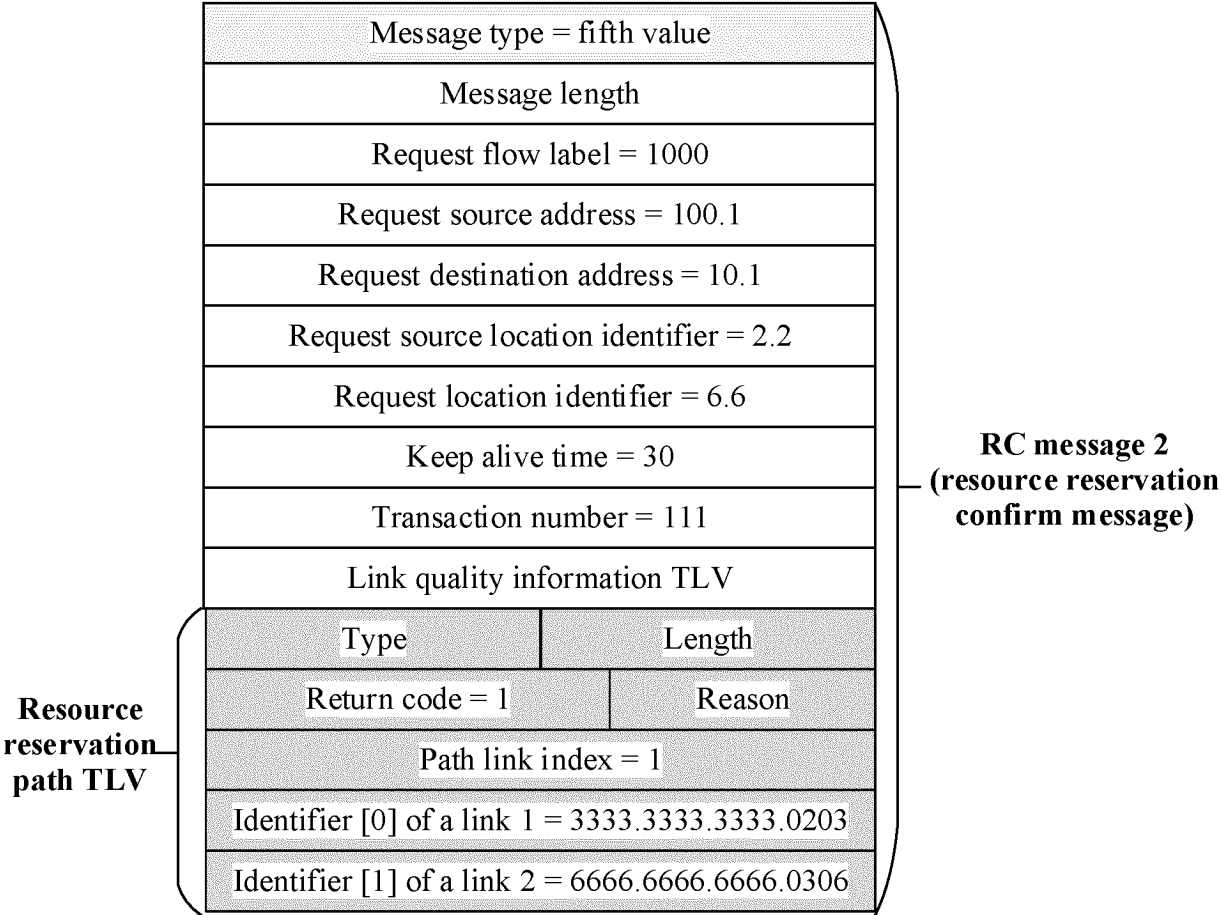 Message type = fifth value
Message length
Request flow label = 1000
Request source address = 100.1
Request destination address = 10.1
Request source location identifier = 2.2
Request location identifier = 6.6
Keep alive time = 30
Transaction number = 111
Link quality information TLV
Type
Length
Return code = 1
Reason
Path link index = 1
Identifier [0] of a link 1 = 3333.3333.3333.0203
Identifier [1] of a link 2 = 6666.6666.6666.0306
RC message 2
(resource reservation
confirm message)
Resource
reservation
path TLV